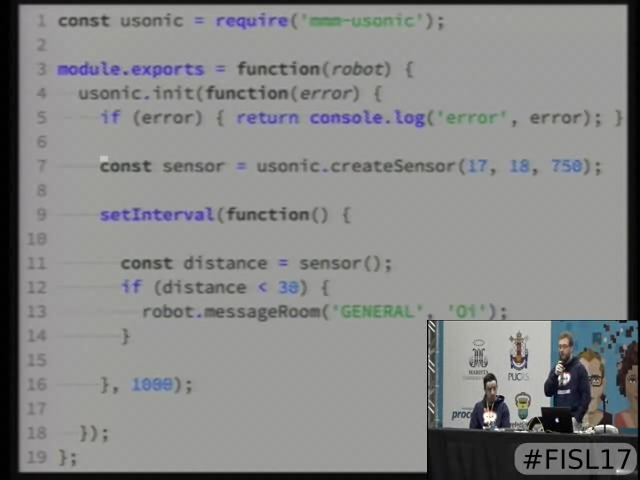 1 const usonic = require('mmm-usonic');
2
3 module.exports = function(robot) {
4 usonic.init(function(error) {
5 if (error) { return console.log('error', error); }
6
7 const sensor = usonic.createSensor(17, 18, 750);
8
9 setInterval(function() {
10
11 const distance = sensor();
12 if (distance < 30) {
13 robot.messageRoom('GENERAL', 'Oi');
14 }
15
16 }, 1000);
17
18 });
19 };
MARISTA
PUCRS
#FISL17